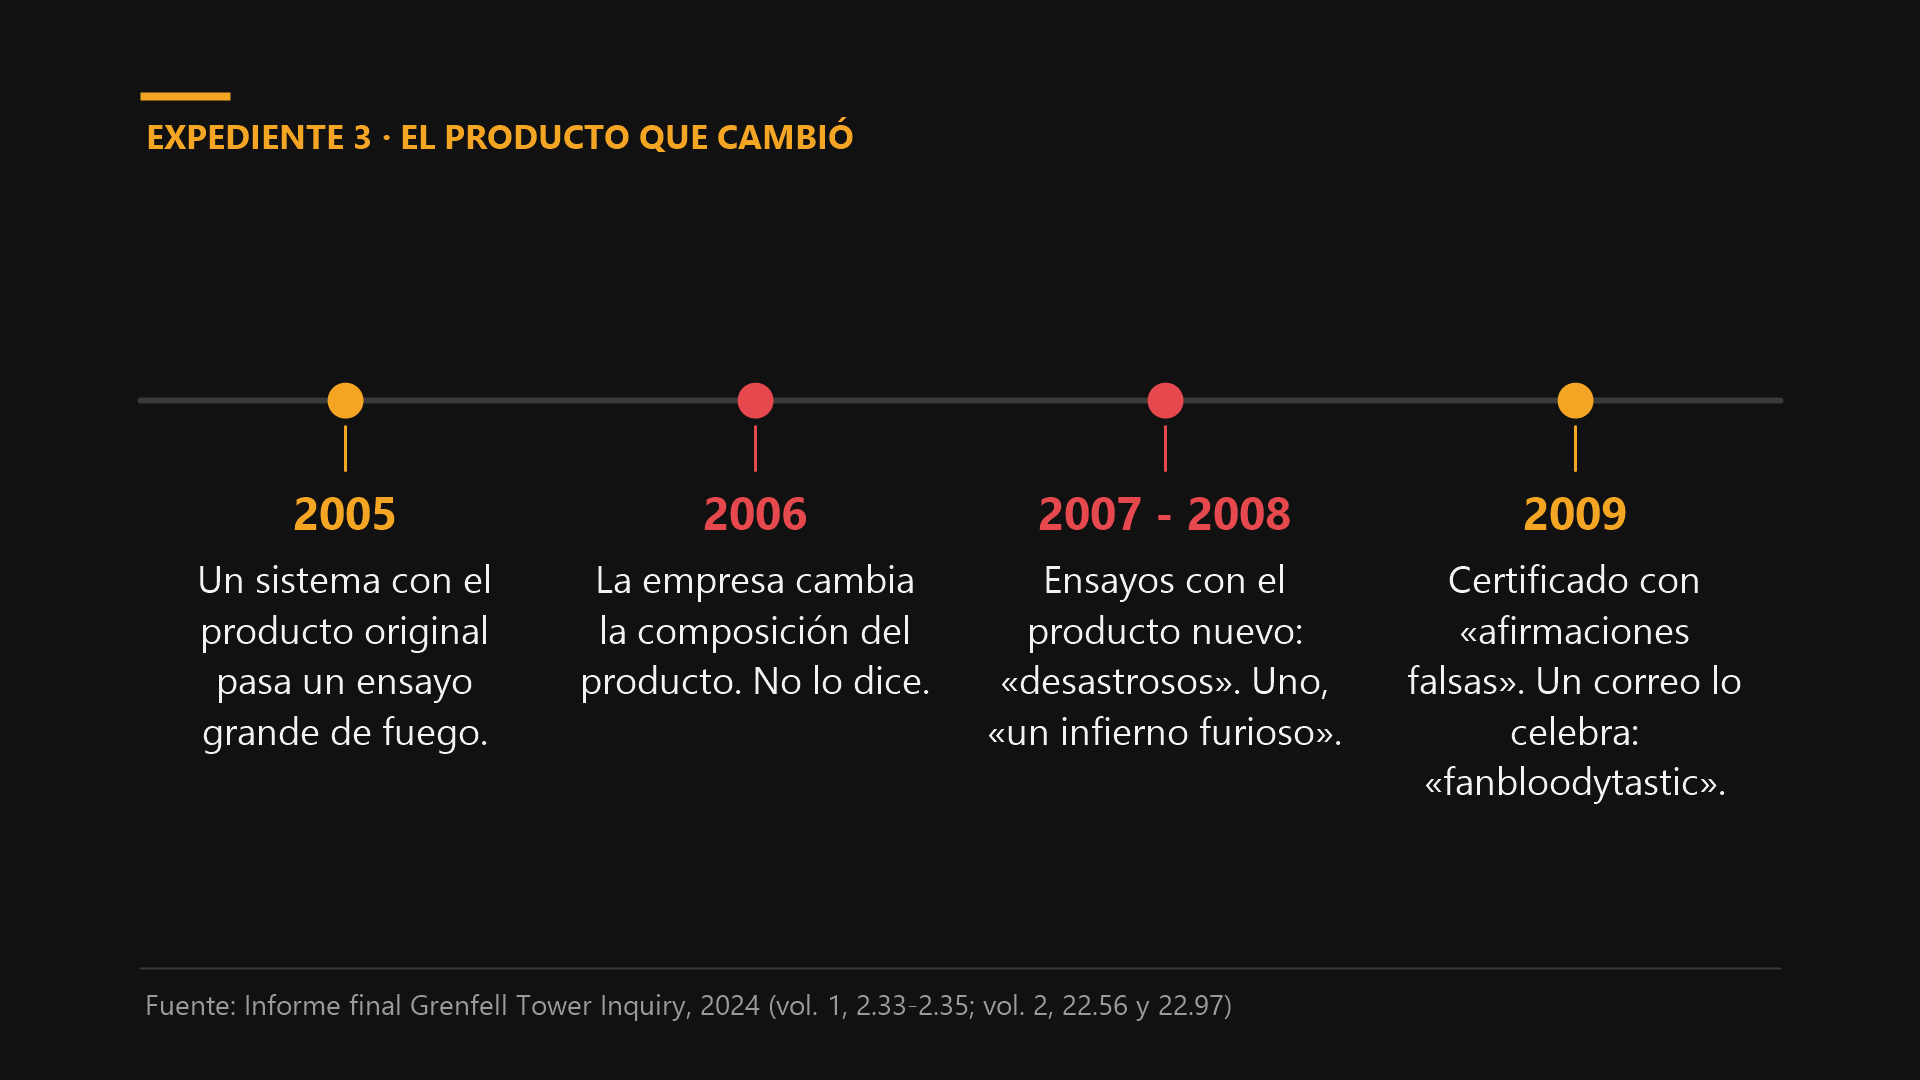 EXPEDIENTE 3 · EL PRODUCTO QUE CAMBIÓ
2005
Un sistema con el
producto original
pasa un ensayo
grande de fuego.
2006
La empresa cambia
la composición del
producto. No lo dice.
2007 - 2008
Ensayos con el
producto nuevo:
«desastrosos». Uno,
«un infierno furioso».
2009
Certificado con
«afirmaciones
falsas». Un correo lo
celebra:
«fanbloodytastic».
Fuente: Informe final Grenfell Tower Inquiry, 2024 (vol. 1, 2.33-2.35; vol. 2, 22.56 y 22.97)